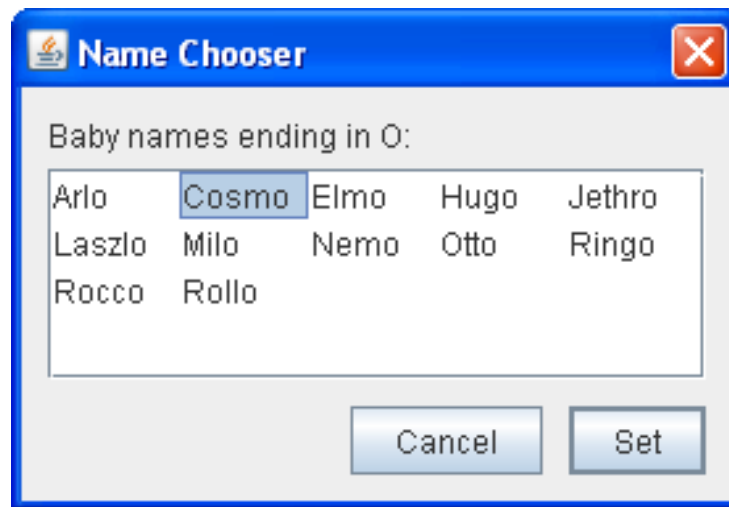 Name Chooser
Baby names ending in O:
Arlo Cosmo Elmo Hugo Jethro
Laszlo Milo Nemo Otto Ringo
Rocco Rollo
Cancel Set